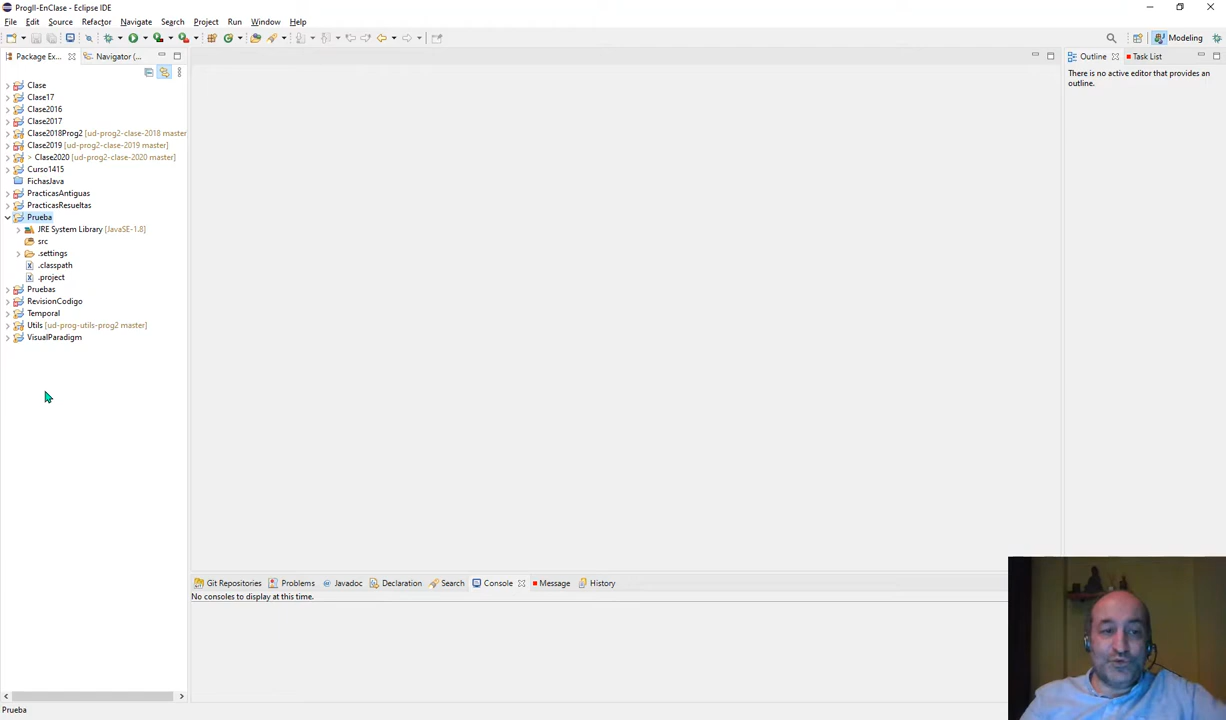 ProgII-EnClase - Eclipse IDE
File Edit Source Refactor Navigate Search Project Run Window Help
Modeling
Package Ex... Navigator (...
Outline Task List
There is no active editor that provides an outline.
Clase
Clase17
Clase2016
Clase2017
Clase2018Prog2 [ud-prog2-clase-2018 master
Clase2019 [ud-prog2-clase-2019 master]
> Clase2020 [ud-prog2-clase-2020 master]
Curso1415
FichasJava
PracticasAntiguas
PracticasResueltas
Prueba
JRE System Library [JavaSE-1.8]
src
.settings
.classpath
.project
Pruebas
RevisionCodigo
Temporal
Utils [ud-prog-utils-prog2 master]
VisualParadigm
Git Repositories Problems @ Javadoc Declaration Search Console Message History
No consoles to display at this time.
Prueba